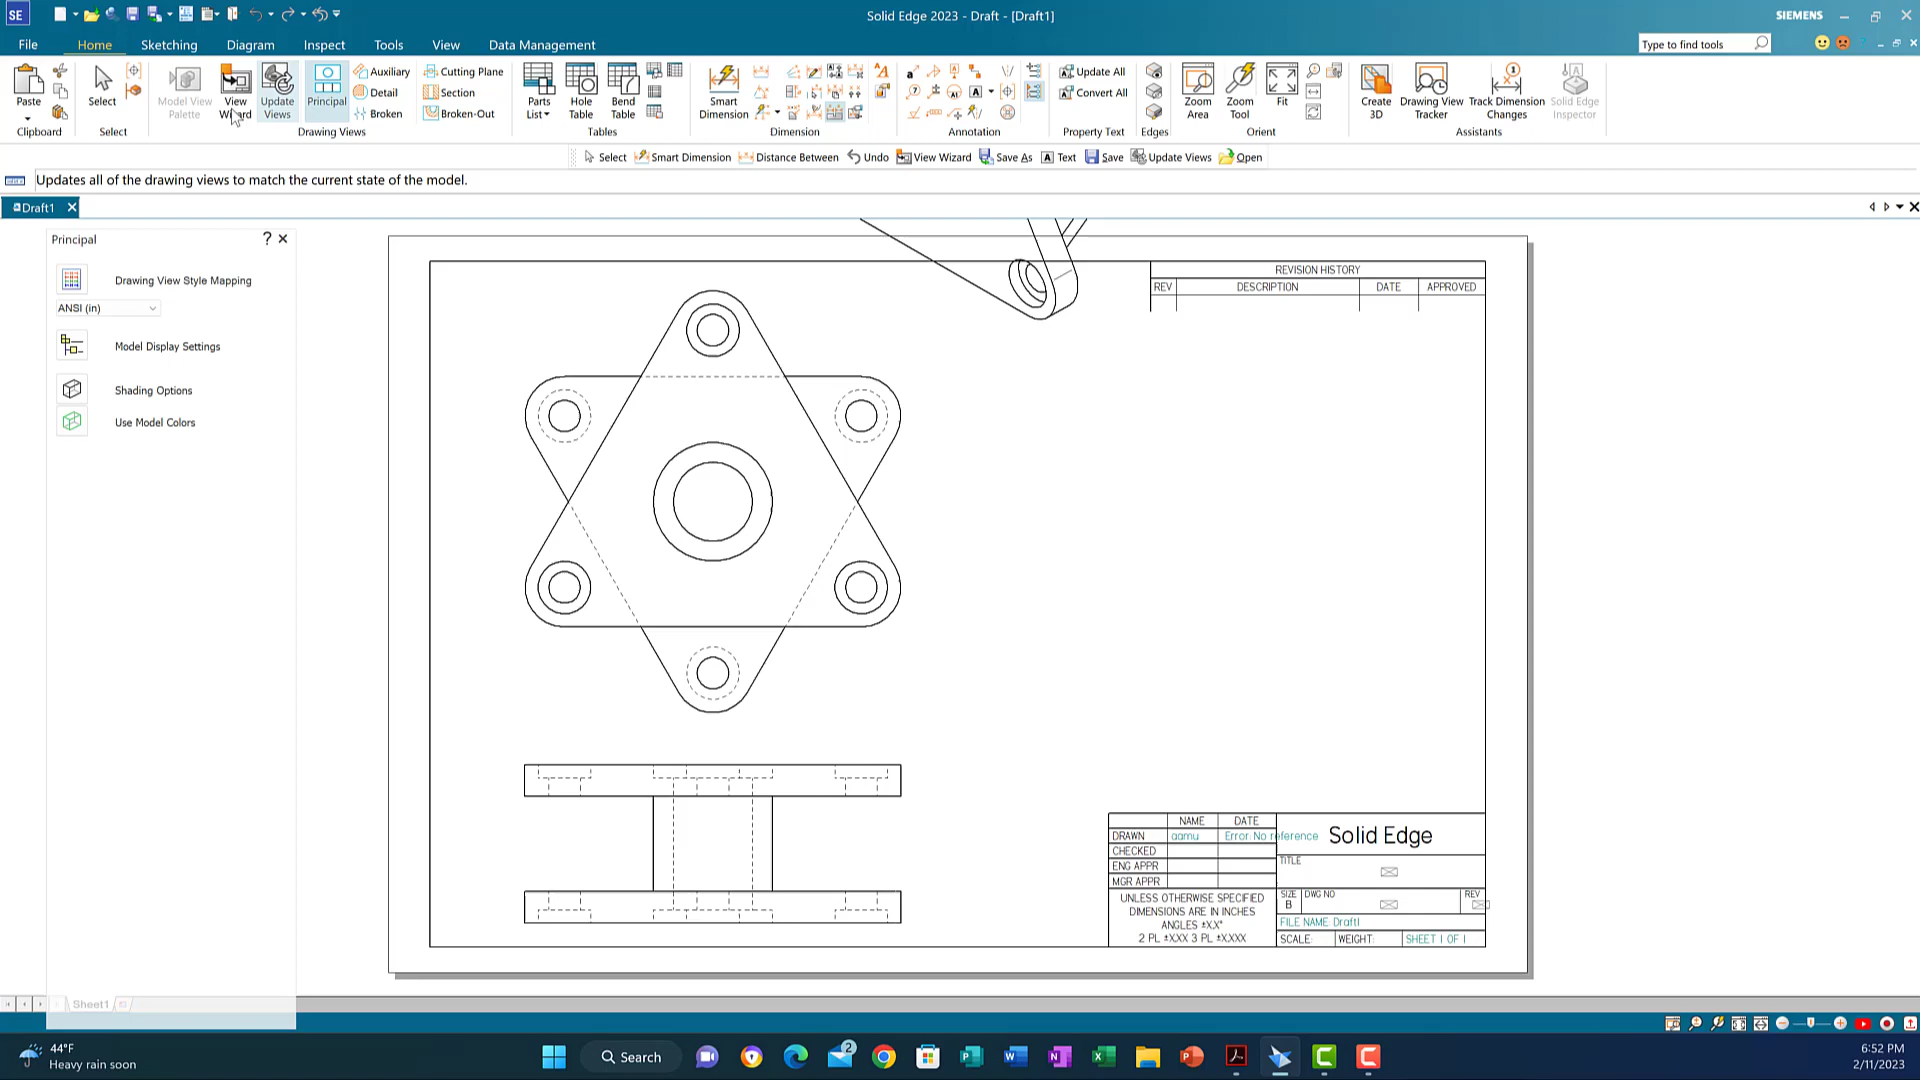 SE
Solid Edge 2023 - Draft - [Draft1]
SIEMENS
File
Home
Sketching
Diagram
Inspect
Tools
View
Data Management
Type to find tools
Paste
Clipboard
Select
Select
Model View Palette
View Wizard
Update Views
Principal
Auxiliary
Detail
Broken
Cutting Plane
Section
Broken-Out
Drawing Views
Parts List
Hole Table
Bend Table
Tables
Smart Dimension
Dimension
Annotation
Update All
Convert All
Property Text
Edges
Zoom Area
Zoom Tool
Fit
Orient
Create 3D
Drawing View Tracker
Track Dimension Changes
Solid Edge Inspector
Assistants
Select
Smart Dimension
Distance Between
Undo
View Wizard
Save As
Text
Save
Update Views
Open
Updates all of the drawing views to match the current state of the model.
Draft1
Principal
?
Drawing View Style Mapping
ANSI (in)
Model Display Settings
Shading Options
Use Model Colors
REVISION HISTORY
REV DESCRIPTION DATE APPROVED
NAME DATE
DRAWN aamu Error: No reference
CHECKED
ENG APPR
MGR APPR
UNLESS OTHERWISE SPECIFIED
DIMENSIONS ARE IN INCHES
ANGLES ±X.X°
2 PL ±X.XX 3 PL ±X.XXX
Solid Edge
TITLE
SIZE DWG NO REV
B
FILE NAME: Draft1
SCALE: WEIGHT: SHEET 1 OF 1
Sheet1
44°F
Heavy rain soon
Search
2
6:52 PM
2/11/2023